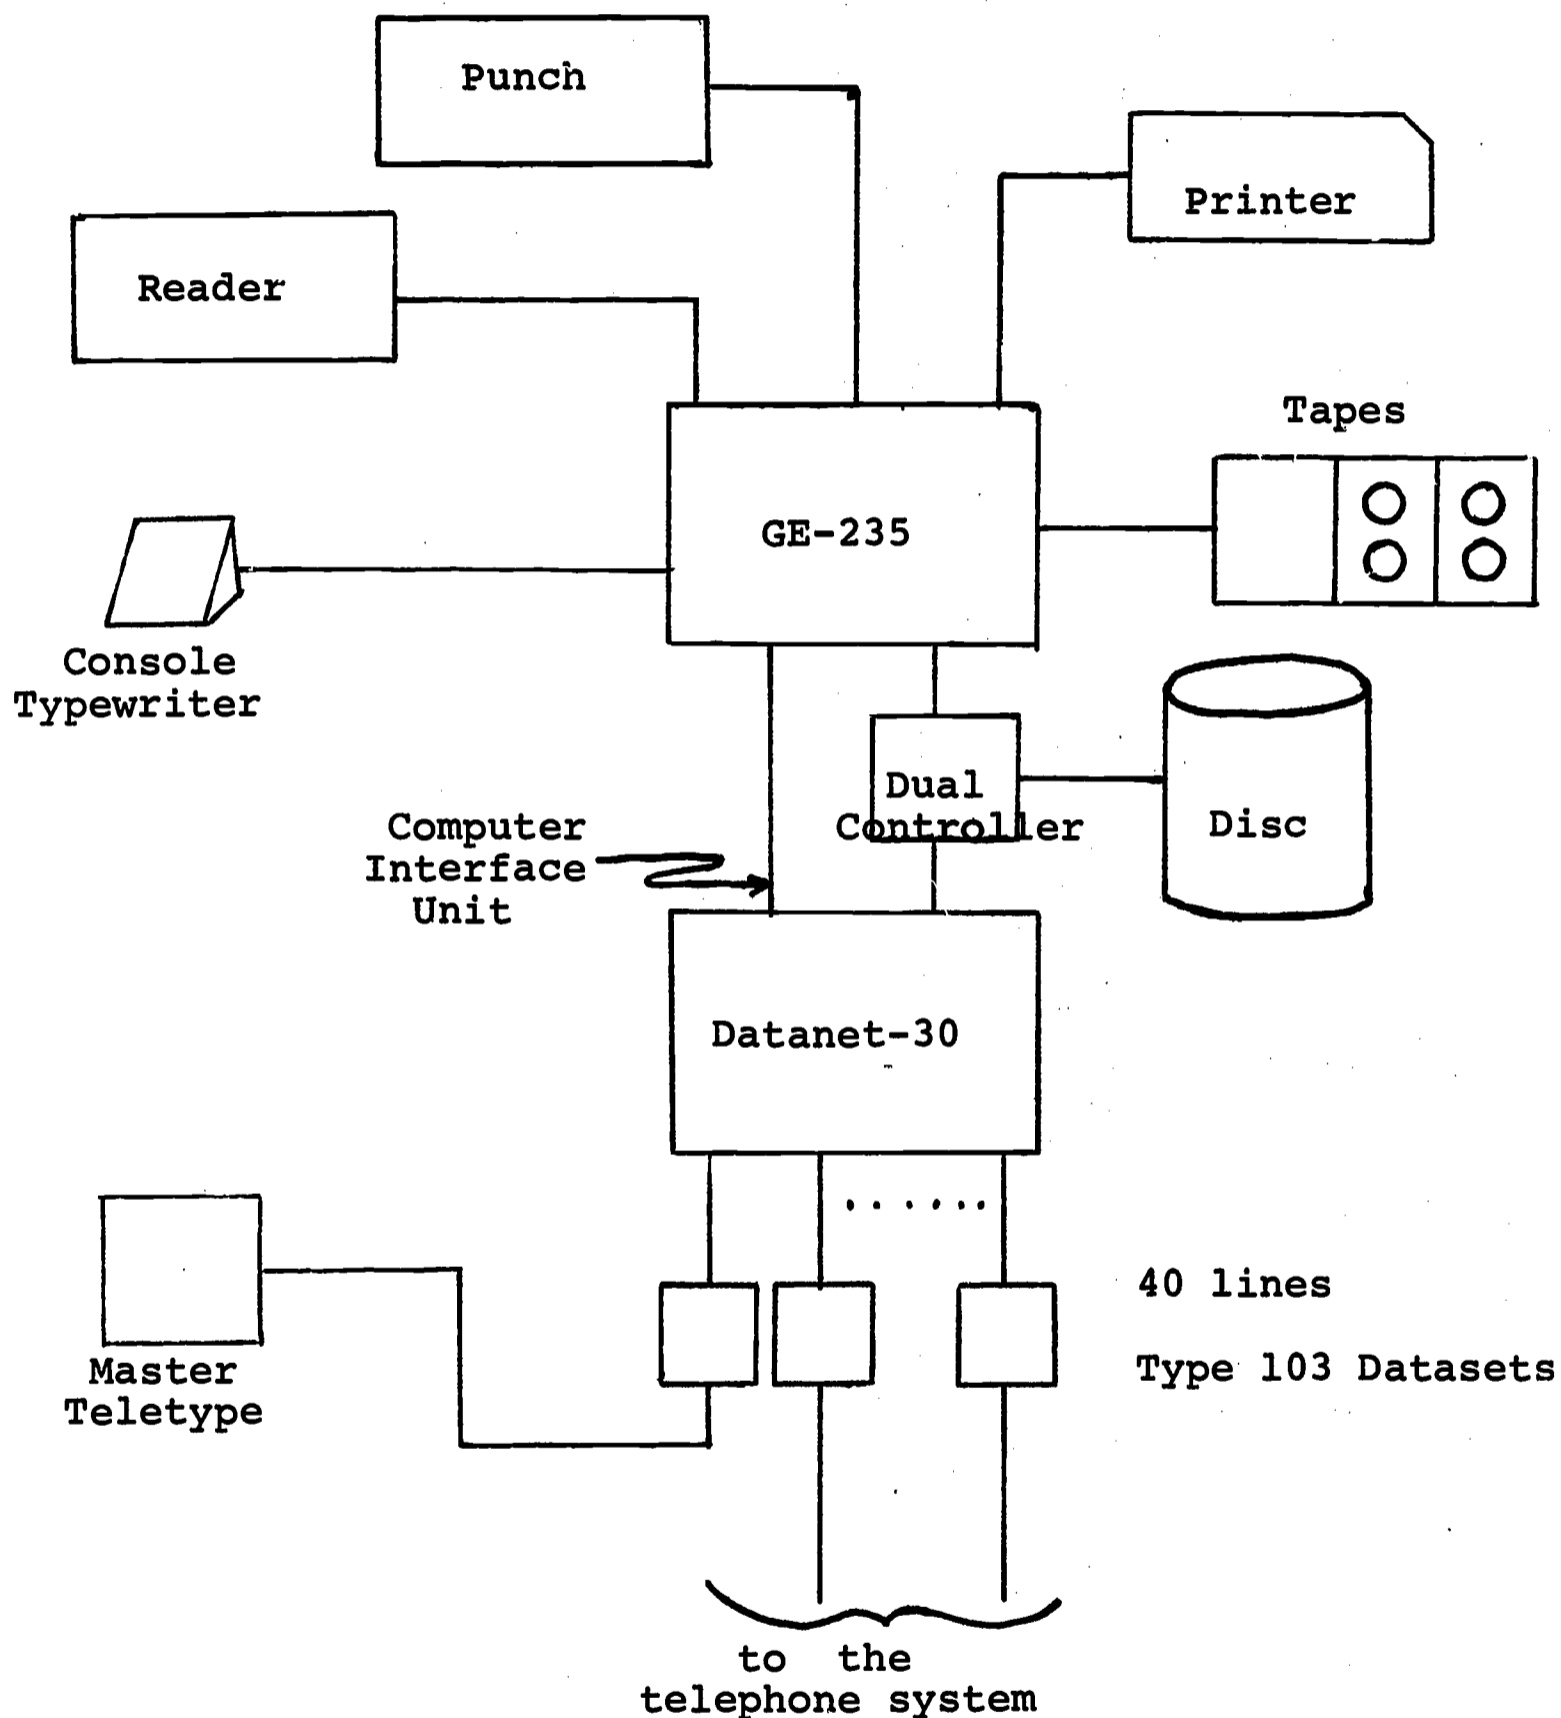 Punch
Printer
Reader
Tapes
GE-235
Console
Typewriter
Dual
Controller
Disc
Computer
Interface
Unit
Datanet-30
Master
Teletype
40 lines
Type 103 Datasets
to the
telephone system